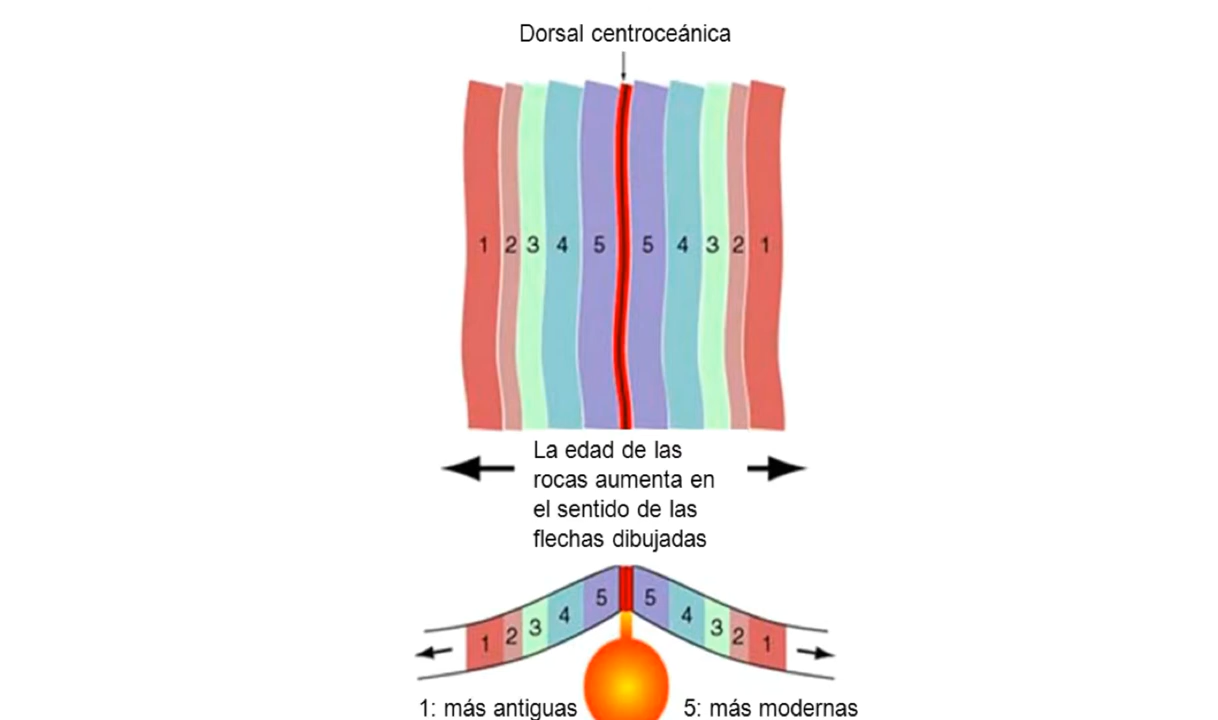 Dorsal centroceánica
1 2 3 4 5 5 4 3 2 1
La edad de las
rocas aumenta en
el sentido de las
flechas dibujadas
1 2 3 4 5 5 4 3 2 1
1: más antiguas 5: más modernas